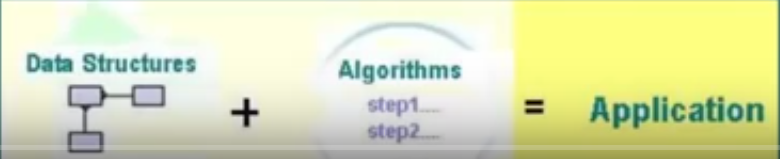 Data Structures
+
Algorithms
step1....
step2....
=
Application